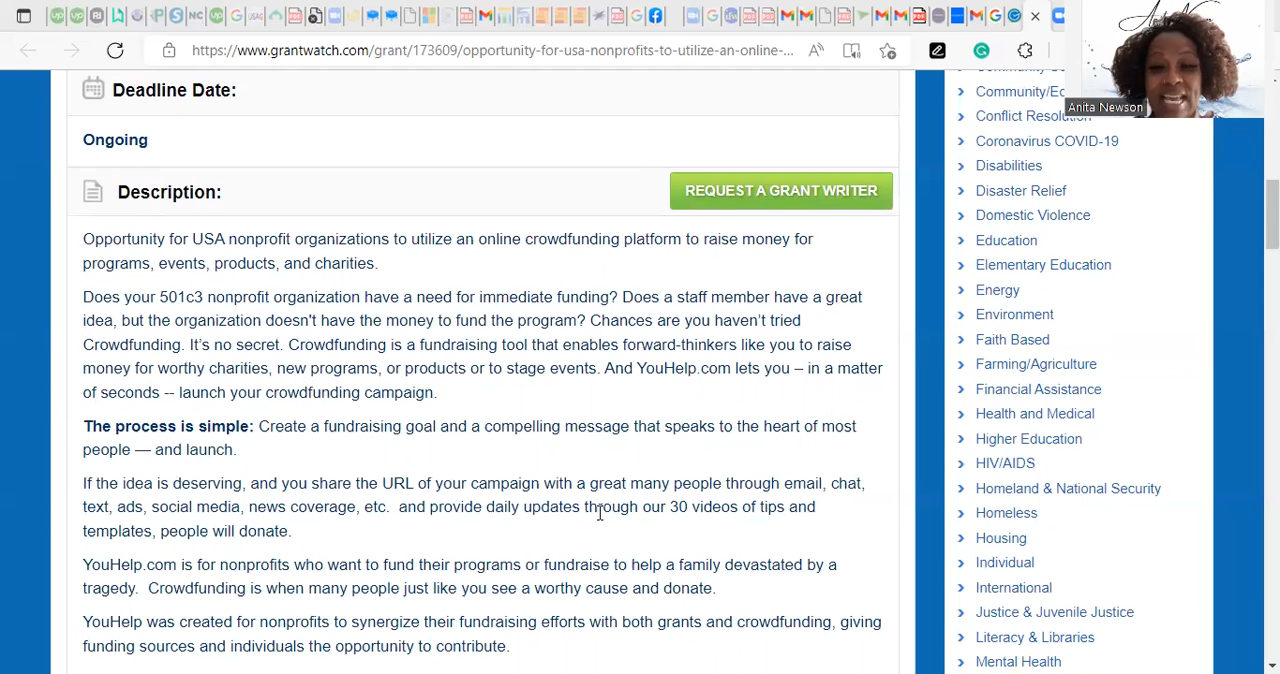 https://www.grantwatch.com/grant/173609/opportunity-for-usa-nonprofits-to-utilize-an-online-...
Anita Newson
Deadline Date:
Ongoing
Description:
REQUEST A GRANT WRITER
Opportunity for USA nonprofit organizations to utilize an online crowdfunding platform to raise money for
programs, events, products, and charities.
Does your 501c3 nonprofit organization have a need for immediate funding? Does a staff member have a great
idea, but the organization doesn't have the money to fund the program? Chances are you haven’t tried
Crowdfunding. It’s no secret. Crowdfunding is a fundraising tool that enables forward-thinkers like you to raise
money for worthy charities, new programs, or products or to stage events. And YouHelp.com lets you – in a matter
of seconds -- launch your crowdfunding campaign.
The process is simple: Create a fundraising goal and a compelling message that speaks to the heart of most
people — and launch.
If the idea is deserving, and you share the URL of your campaign with a great many people through email, chat,
text, ads, social media, news coverage, etc.  and provide daily updates through our 30 videos of tips and
templates, people will donate.
YouHelp.com is for nonprofits who want to fund their programs or fundraise to help a family devastated by a
tragedy.  Crowdfunding is when many people just like you see a worthy cause and donate.
YouHelp was created for nonprofits to synergize their fundraising efforts with both grants and crowdfunding, giving
funding sources and individuals the opportunity to contribute.
Conflict Resolution
Coronavirus COVID-19
Disabilities
Disaster Relief
Domestic Violence
Education
Elementary Education
Energy
Environment
Faith Based
Farming/Agriculture
Financial Assistance
Health and Medical
Higher Education
HIV/AIDS
Homeland & National Security
Homeless
Housing
Individual
International
Justice & Juvenile Justice
Literacy & Libraries
Mental Health